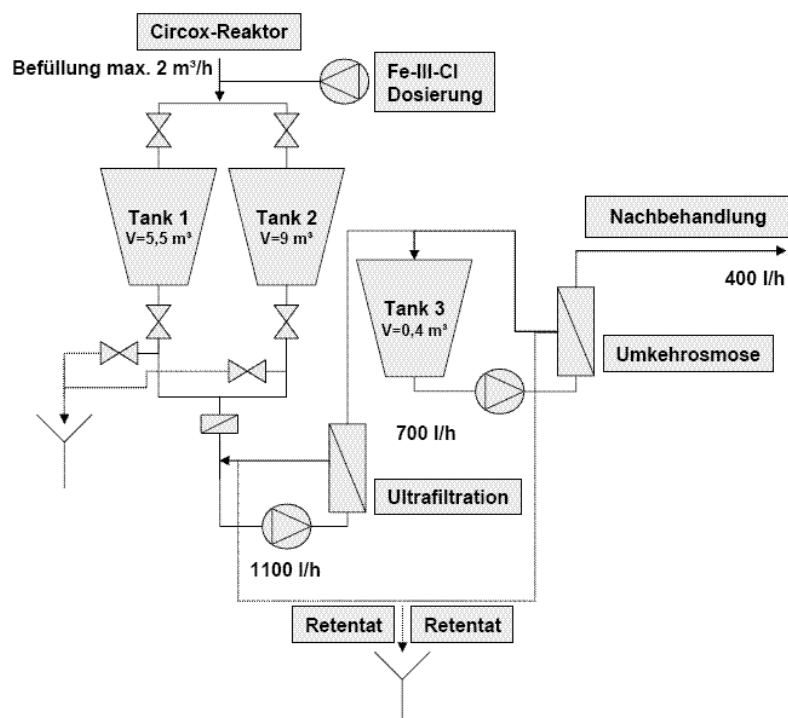 Circox-Reaktor
Befüllung max. 2 m³/h
Fe-III-Cl
Dosierung
Tank 1
V=5,5 m³
Tank 2
V=9 m³
Nachbehandlung
400 l/h
Tank 3
V=0,4 m³
Umkehrosmose
700 l/h
Ultrafiltration
1100 l/h
Retentat
Retentat